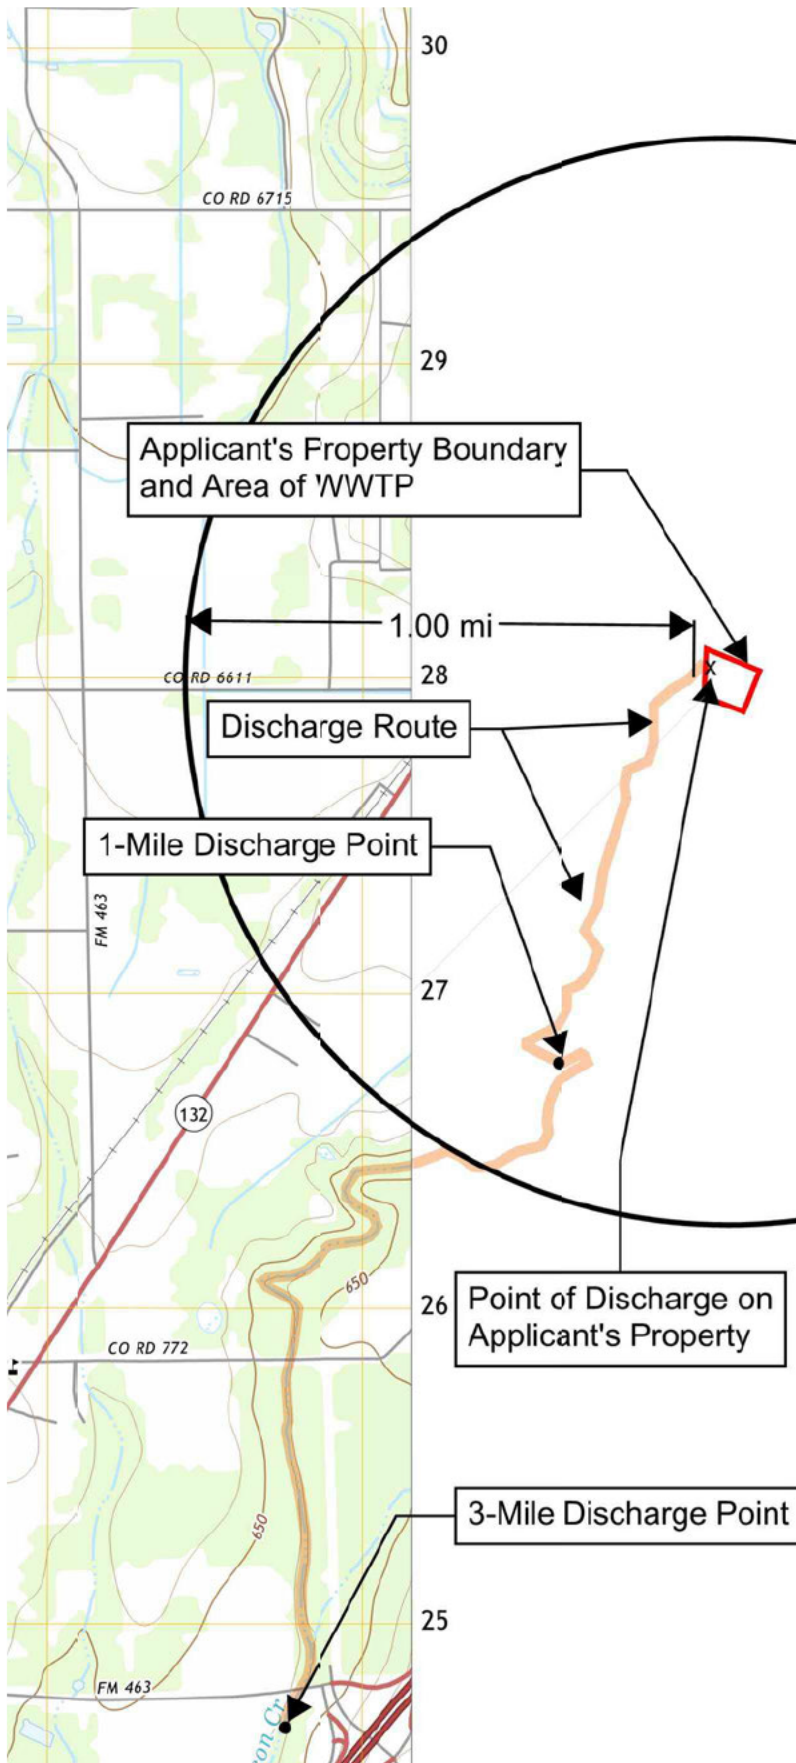 30
CO RD 6715
29
Applicant's Property Boundary
and Area of WWTP
1.00 mi
CO RD 6611
28
Discharge Route
1-Mile Discharge Point
FM 463
27
132
650
26
Point of Discharge on
Applicant's Property
CO RD 772
650
3-Mile Discharge Point
25
FM 463
on Cr
X